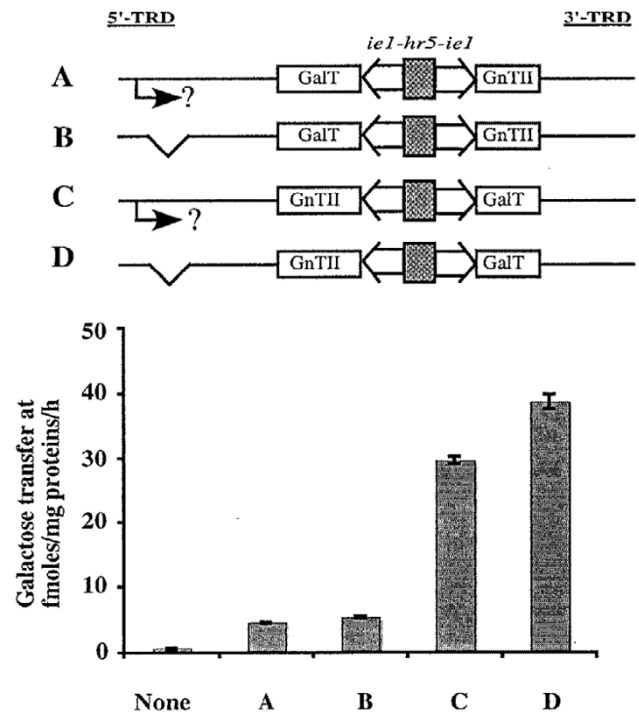 5'-TRD 3'-TRD
ie1-hr5-ie1
A GalT GnTII
?
B GalT GnTII
C GnTII GalT
?
D GnTII GalT
50
40
30
20
10
0
Galactose transfer at
fmoles/mg proteins/h
None A B C D